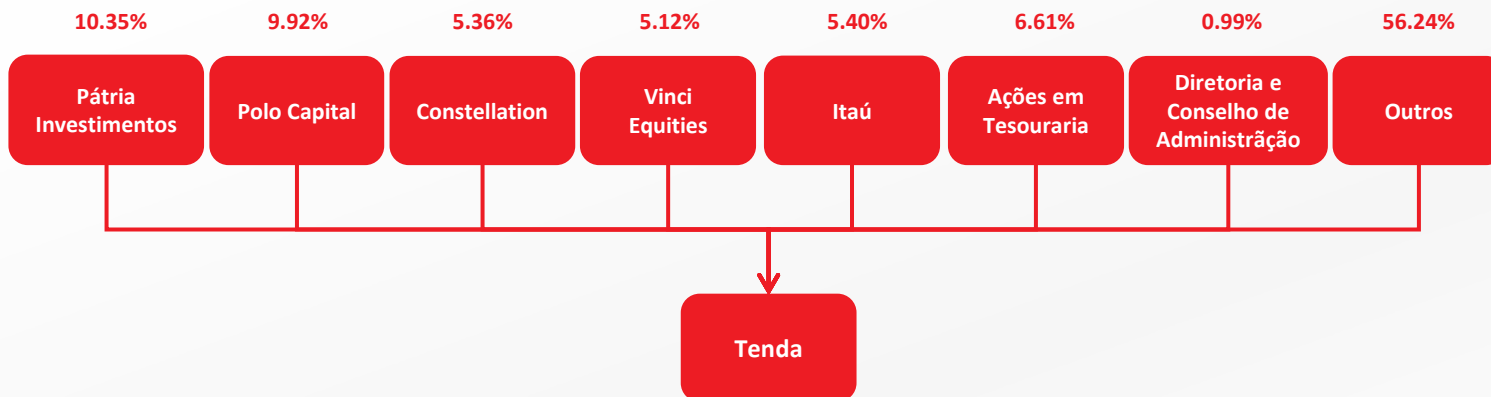 10.35% 9.92% 5.36% 5.12% 5.40% 6.61% 0.99% 56.24%
Pátria
Investimentos
Polo Capital
Constellation
Vinci
Equities
Itaú
Ações em
Tesouraria
Diretoria e
Conselho de
Administrãção
Outros
Tenda